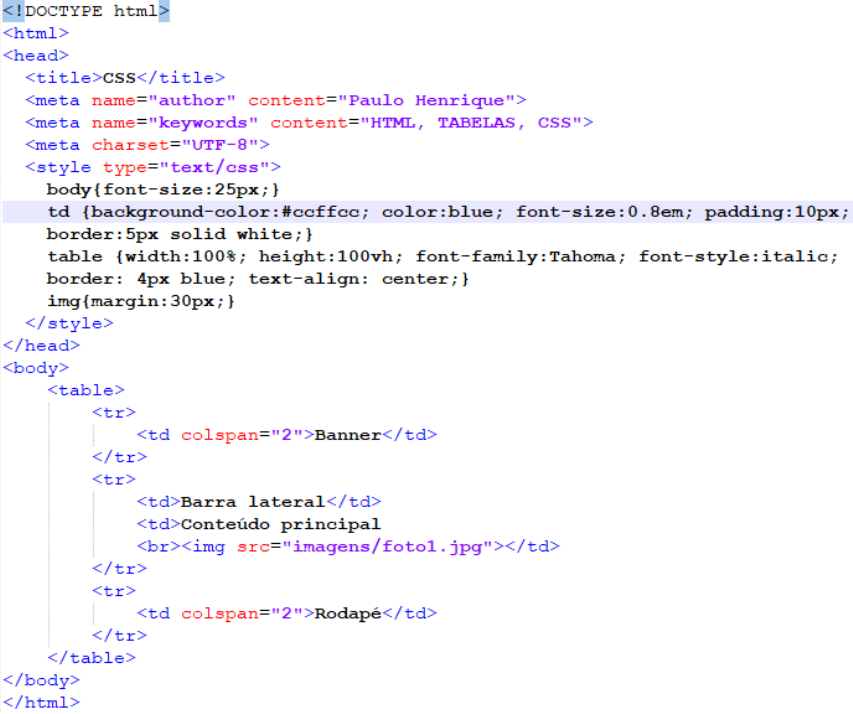 <!DOCTYPE html>
<html>
<head>
<title>CSS</title>
<meta name="author" content="Paulo Henrique">
<meta name="keywords" content="HTML, TABELAS, CSS">
<meta charset="UTF-8">
<style type="text/css">
body{font-size:25px;}
td {background-color:#ccffcc; color:blue; font-size:0.8em; padding:10px;
border:5px solid white;}
table {width:100%; height:100vh; font-family:Tahoma; font-style:italic;
border: 4px blue; text-align: center;}
img{margin:30px;}
</style>
</head>
<body>
<table>
<tr>
<td colspan="2">Banner</td>
</tr>
<tr>
<td>Barra lateral</td>
<td>Conteúdo principal
<br><img src="imagens/foto1.jpg"></td>
</tr>
<tr>
<td colspan="2">Rodapé</td>
</tr>
</table>
</body>
</html>